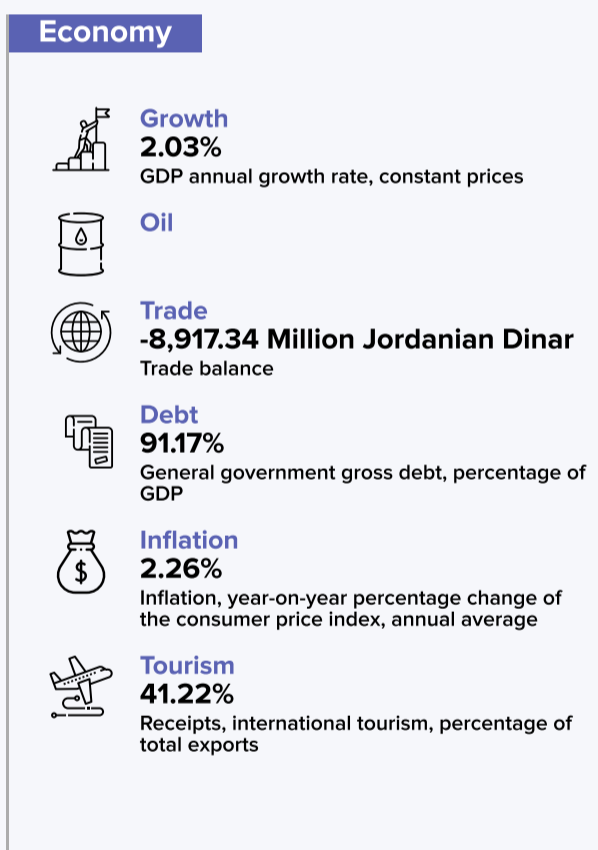 Economy
Growth
2.03%
GDP annual growth rate, constant prices
Oil
Trade
-8,917.34 Million Jordanian Dinar
Trade balance
Debt
91.17%
General government gross debt, percentage of
GDP
$
Inflation
2.26%
Inflation, year-on-year percentage change of
the consumer price index, annual average
Tourism
41.22%
Receipts, international tourism, percentage of
total exports